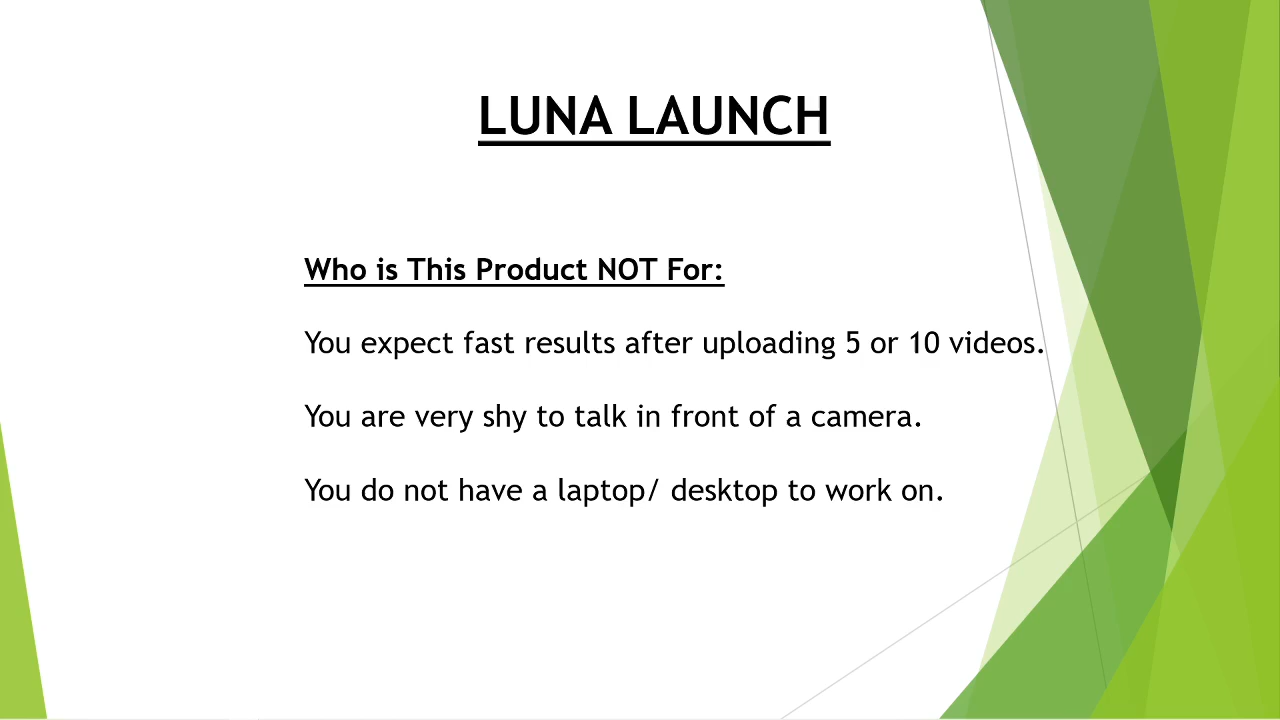 LUNA LAUNCH
Who is This Product NOT For:
You expect fast results after uploading 5 or 10 videos.
You are very shy to talk in front of a camera.
You do not have a laptop/ desktop to work on.